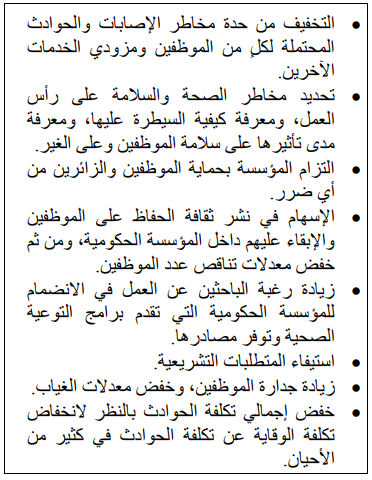 • التخفيف من حدة مخاطر الإصابات والحوادث
المحتملة لكلٍ من الموظفين ومزودي الخدمات
الآخرين.
• تحديد مخاطر الصحة والسلامة على رأس
العمل، ومعرفة كيفية السيطرة عليها، ومعرفة
مدى تأثيرها على سلامة الموظفين وعلى الغير.
• التزام المؤسسة بحماية الموظفين والزائرين من
أي ضرر.
• الإسهام في نشر ثقافة الحفاظ على الموظفين
والإبقاء عليهم داخل المؤسسة الحكومية، ومن ثم
خفض معدلات تناقص عدد الموظفين.
• زيادة رغبة الباحثين عن العمل في الانضمام
للمؤسسة الحكومية التي تقدم برامج التوعية
الصحية وتوفر مصادرها.
• استيفاء المتطلبات التشريعية.
• زيادة جدارة الموظفين، وخفض معدلات الغياب.
• خفض إجمالي تكلفة الحوادث بالنظر لانخفاض
تكلفة الوقاية عن تكلفة الحوادث في كثير من
الأحيان.